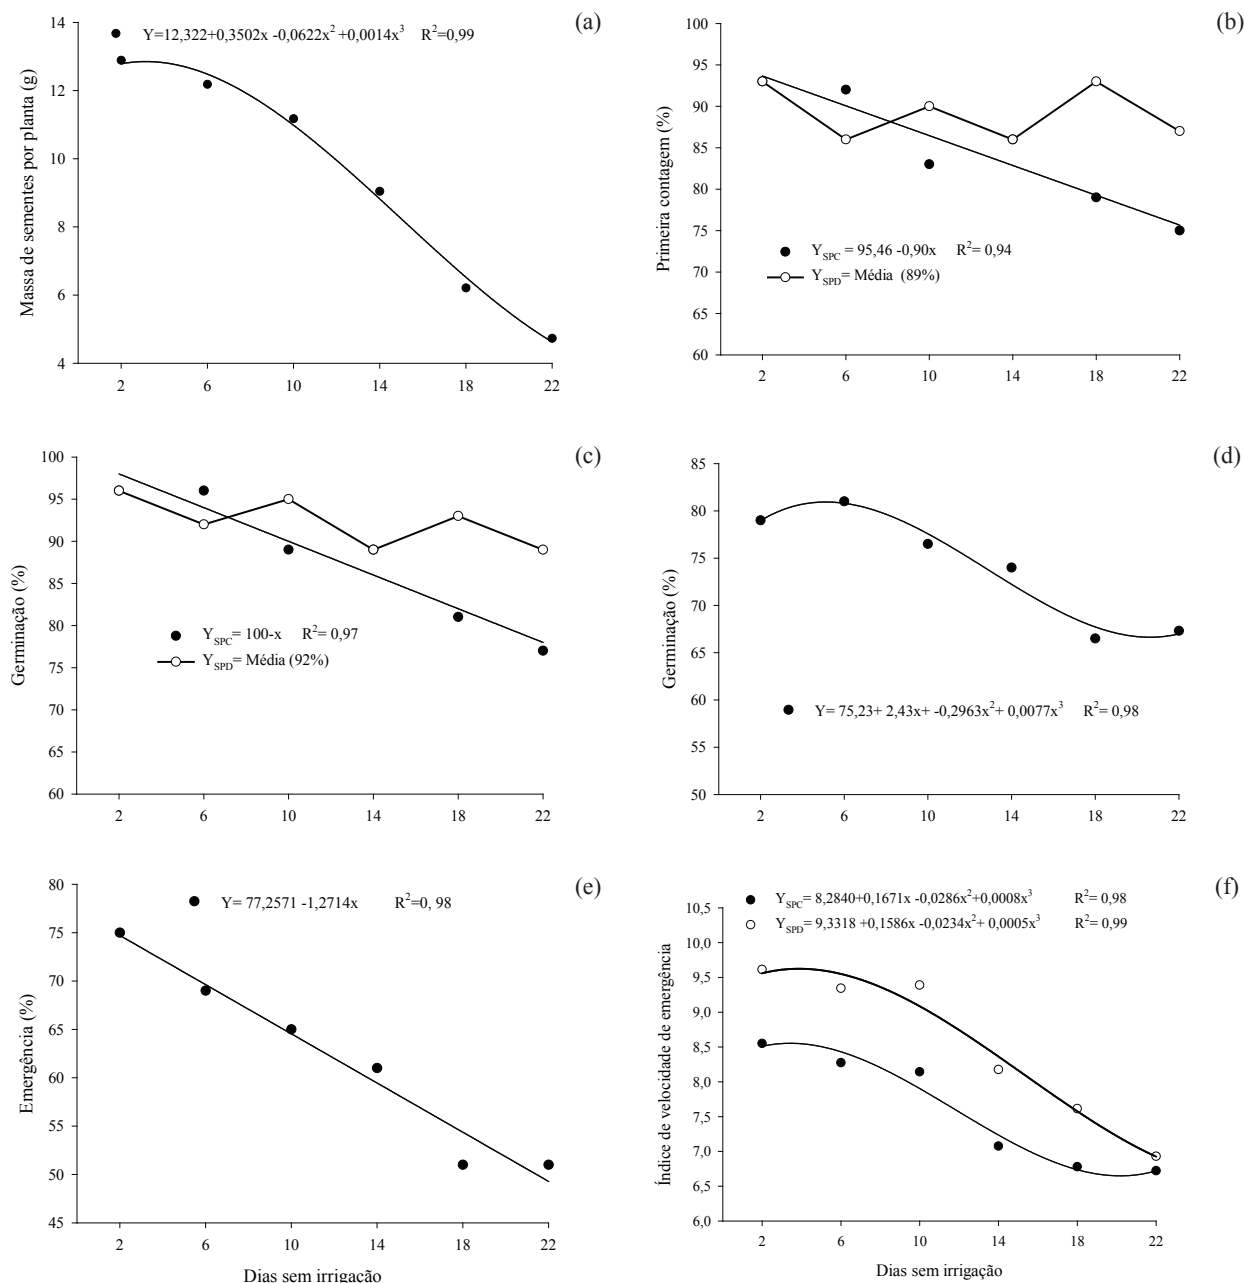 (a)
Y=12,322+0,3502x -0,0622x² +0,0014x³ R²=0,99
14
12
10
8
6
4
Massa de sementes por planta (g)
2 6 10 14 18 22
(b)
100
95
90
85
80
75
70
65
60
Primeira contagem (%)
Y_SPC = 95,46 -0,90x R²= 0,94
Y_SPD= Média (89%)
2 6 10 14 18 22
(c)
100
95
90
85
80
75
70
65
60
Germinação (%)
Y_SPC= 100-x R²= 0,97
Y_SPD= Média (92%)
2 6 10 14 18 22
(d)
85
80
75
70
65
60
55
50
Germinação (%)
Y= 75,23+ 2,43x+ -0,2963x²+ 0,0077x³ R²= 0,98
2 6 10 14 18 22
(e)
Y= 77,2571 -1,2714x R²=0, 98
80
75
70
65
60
55
50
45
Emergência (%)
2 6 10 14 18 22
Dias sem irrigação
(f)
Y_SPC= 8,2840+0,1671x -0,0286x²+0,0008x³ R²= 0,98
Y_SPD= 9,3318 +0,1586x -0,0234x²+ 0,0005x³ R²= 0,99
10,5
10,0
9,5
9,0
8,5
8,0
7,5
7,0
6,5
6,0
Índice de velocidade de emergência
2 6 10 14 18 22
Dias sem irrigação